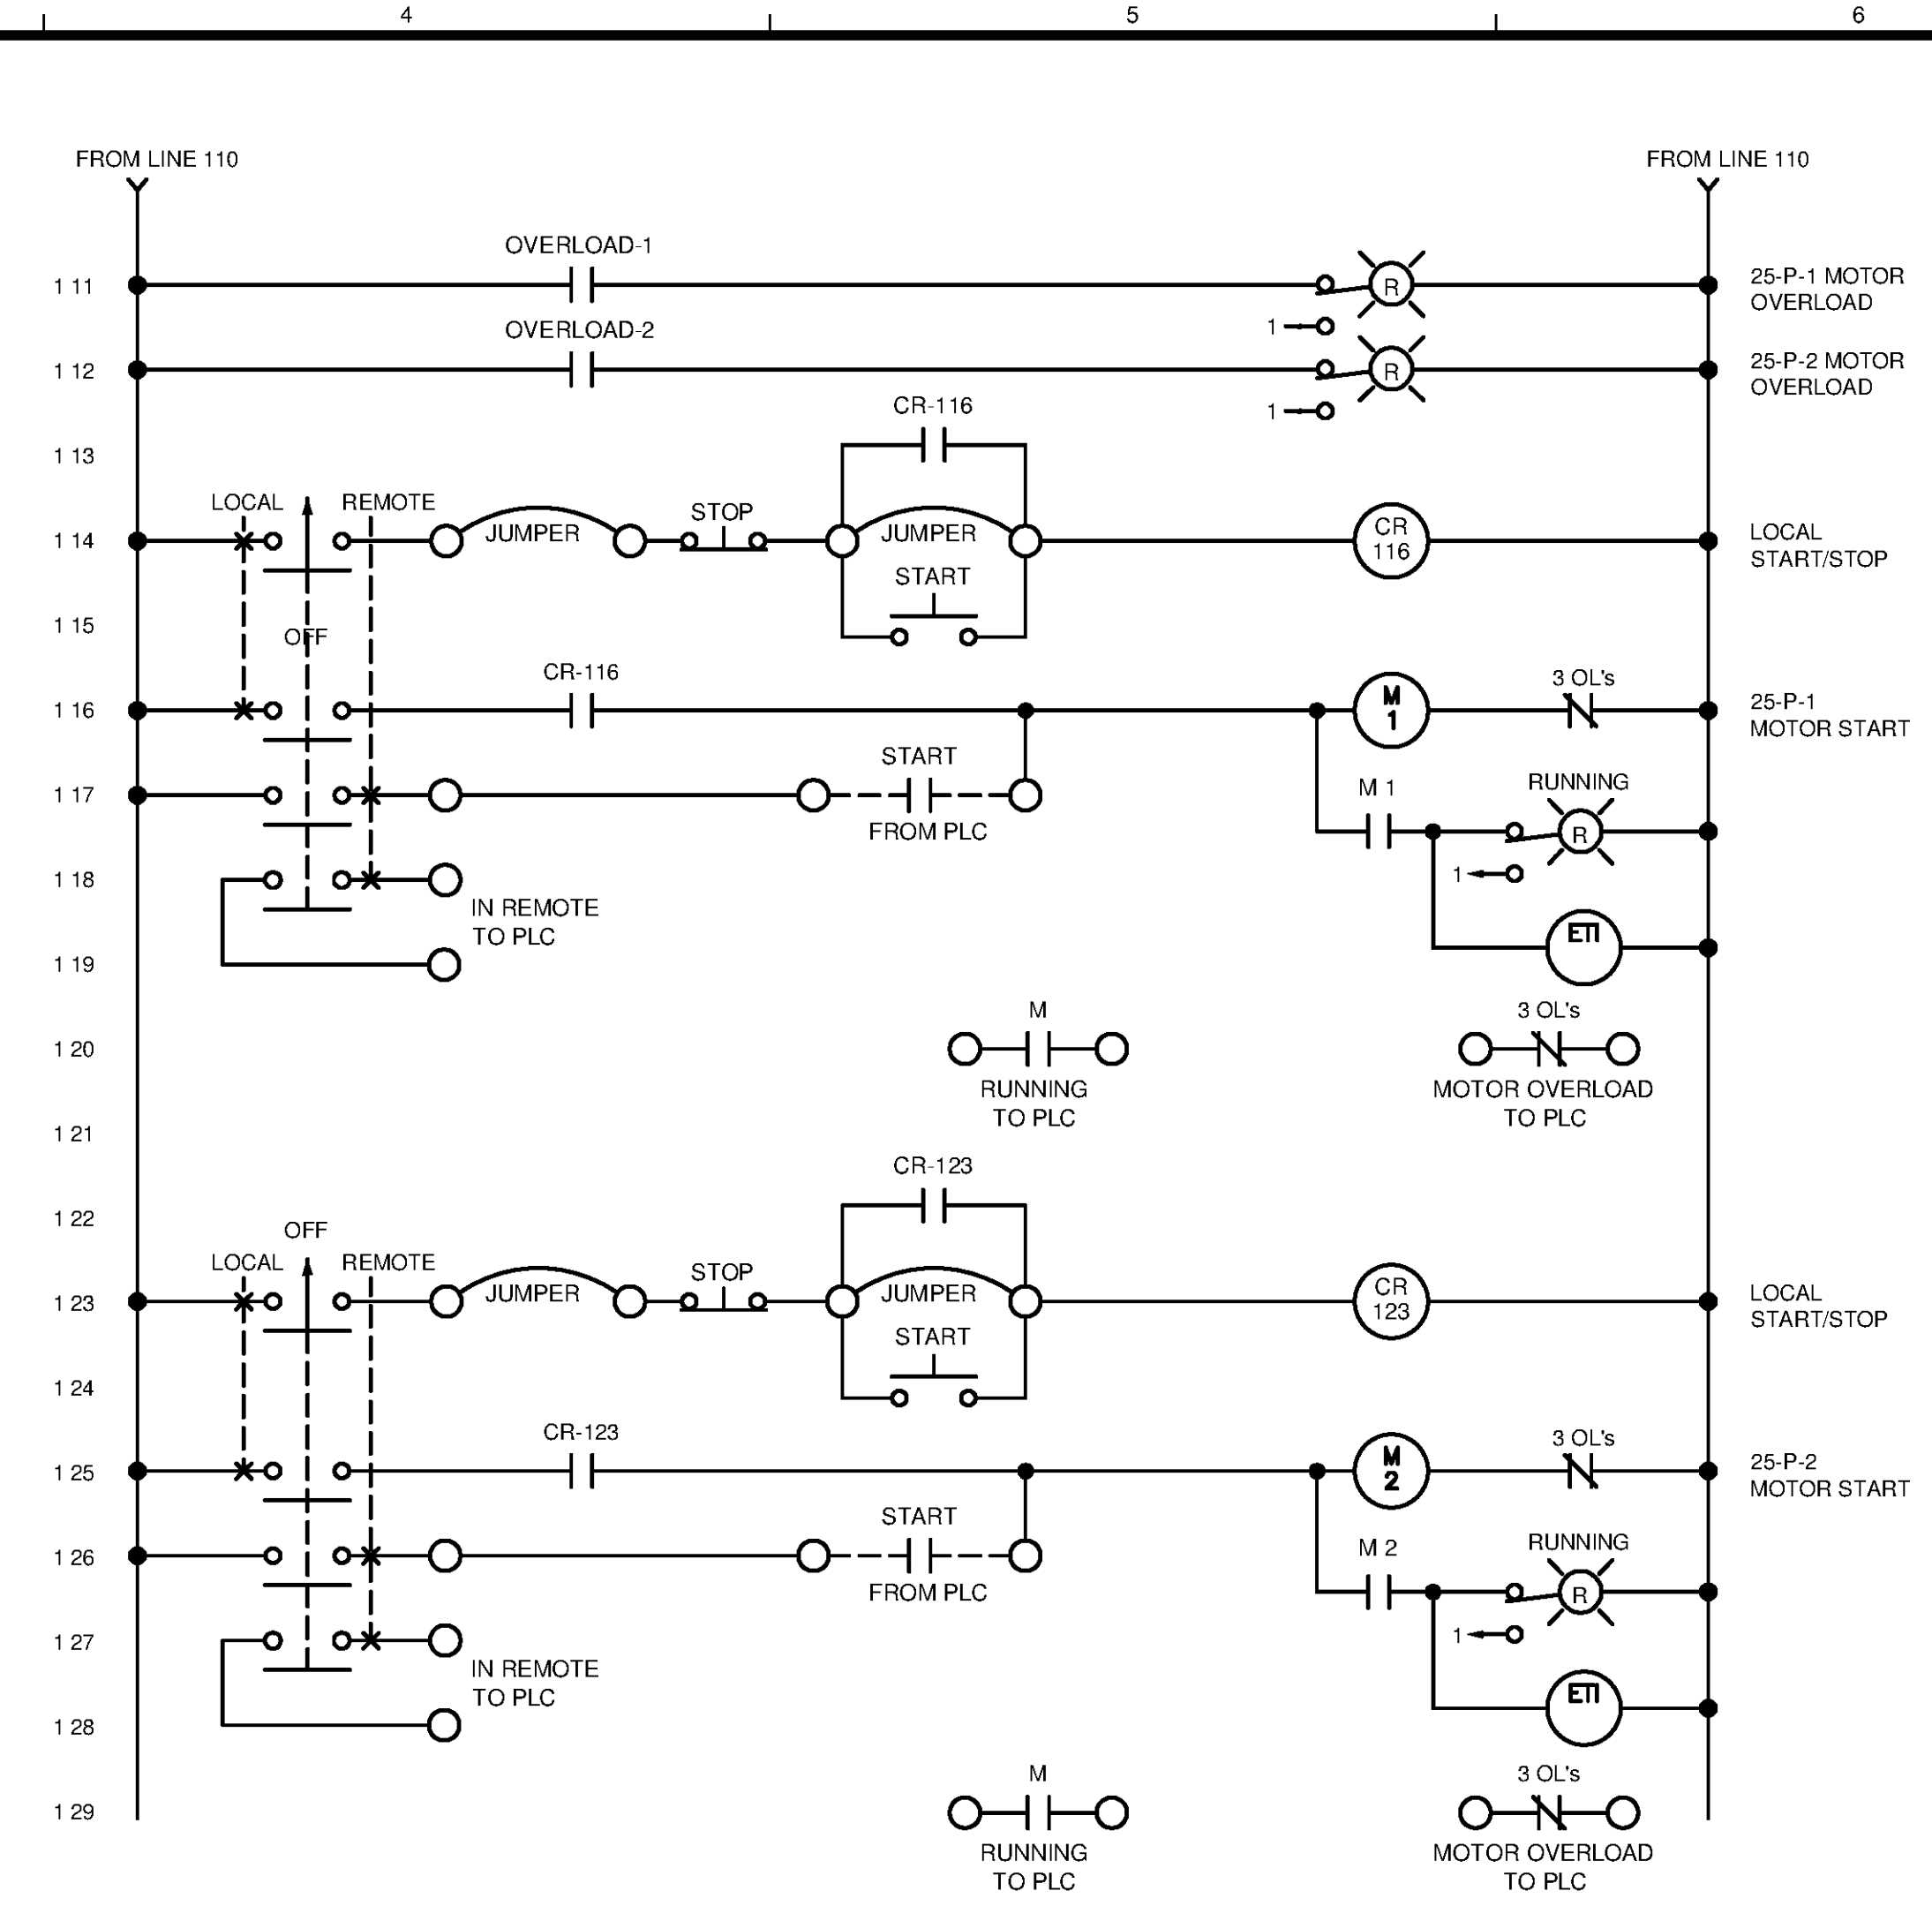 4 5 6
FROM LINE 110 FROM LINE 110
OVERLOAD-1
1 11 R 25-P-1 MOTOR
OVERLOAD
1
OVERLOAD-2
1 12 R 25-P-2 MOTOR
OVERLOAD
1
CR-116
1 13
LOCAL REMOTE
1 14 JUMPER STOP JUMPER CR
116 LOCAL
START/STOP
START
1 15
OFF
CR-116
1 16 M
1 3 OL's 25-P-1
MOTOR START
START
1 17 FROM PLC
M 1 RUNNING
R
1 18 1
IN REMOTE
TO PLC
ETI
1 19
M 3 OL's
1 20
RUNNING
TO PLC
MOTOR OVERLOAD
TO PLC
1 21
CR-123
1 22
OFF
LOCAL REMOTE
1 23 JUMPER STOP JUMPER CR
123 LOCAL
START/STOP
START
1 24
CR-123
1 25 M
2 3 OL's 25-P-2
MOTOR START
START
1 26 FROM PLC
M 2 RUNNING
R
1 27 1
IN REMOTE
TO PLC
ETI
1 28
M 3 OL's
1 29
RUNNING
TO PLC
MOTOR OVERLOAD
TO PLC